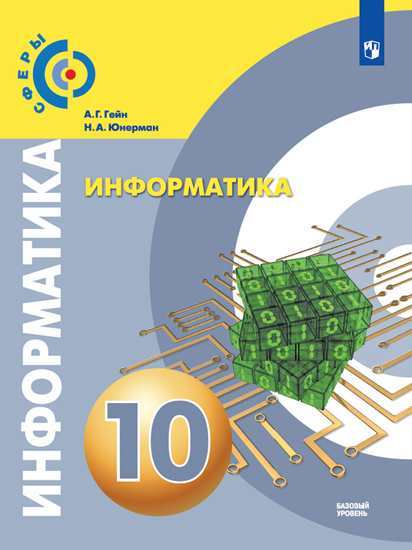 СФЕРЫ
А. Г. Гейн
Н. А. Юнерман
ИНФОРМАТИКА
ИНФОРМАТИКА
10
БАЗОВЫЙ
УРОВЕНЬ